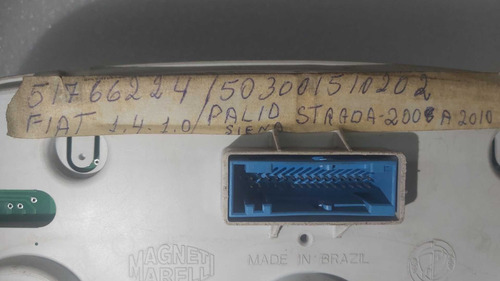 51766224/503001510202
FIAT 1.4.1.0/PALIO STRADA-2008 A 2010
SIENA
MAGNETI
MARELLI
MADE IN BRAZIL